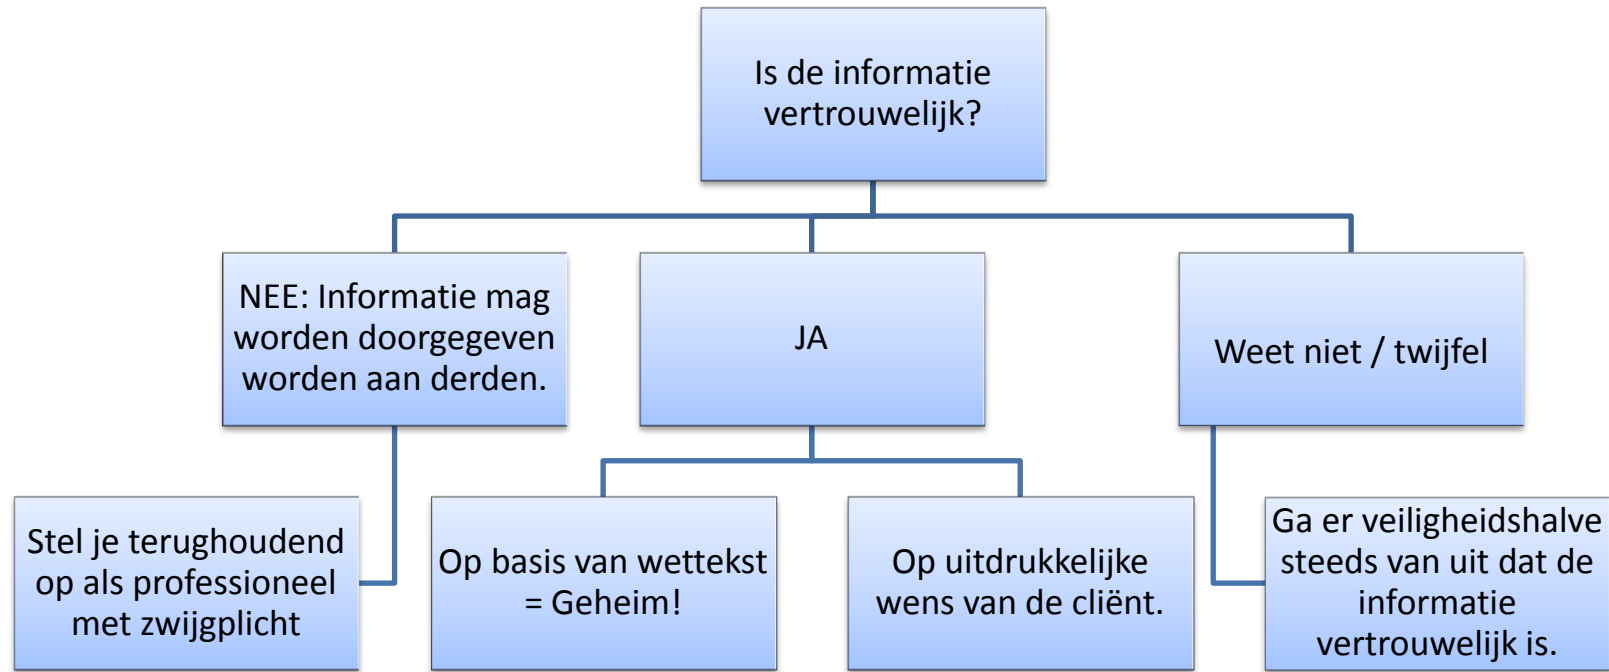 Is de informatie
vertrouwelijk?
NEE: Informatie mag
worden doorgegeven
worden aan derden.
JA
Weet niet / twijfel
Stel je terughoudend
op als professioneel
met zwijgplicht
Op basis van wettekst
= Geheim!
Op uitdrukkelijke
wens van de cliënt.
Ga er veiligheidshalve
steeds van uit dat de
informatie
vertrouwelijk is.